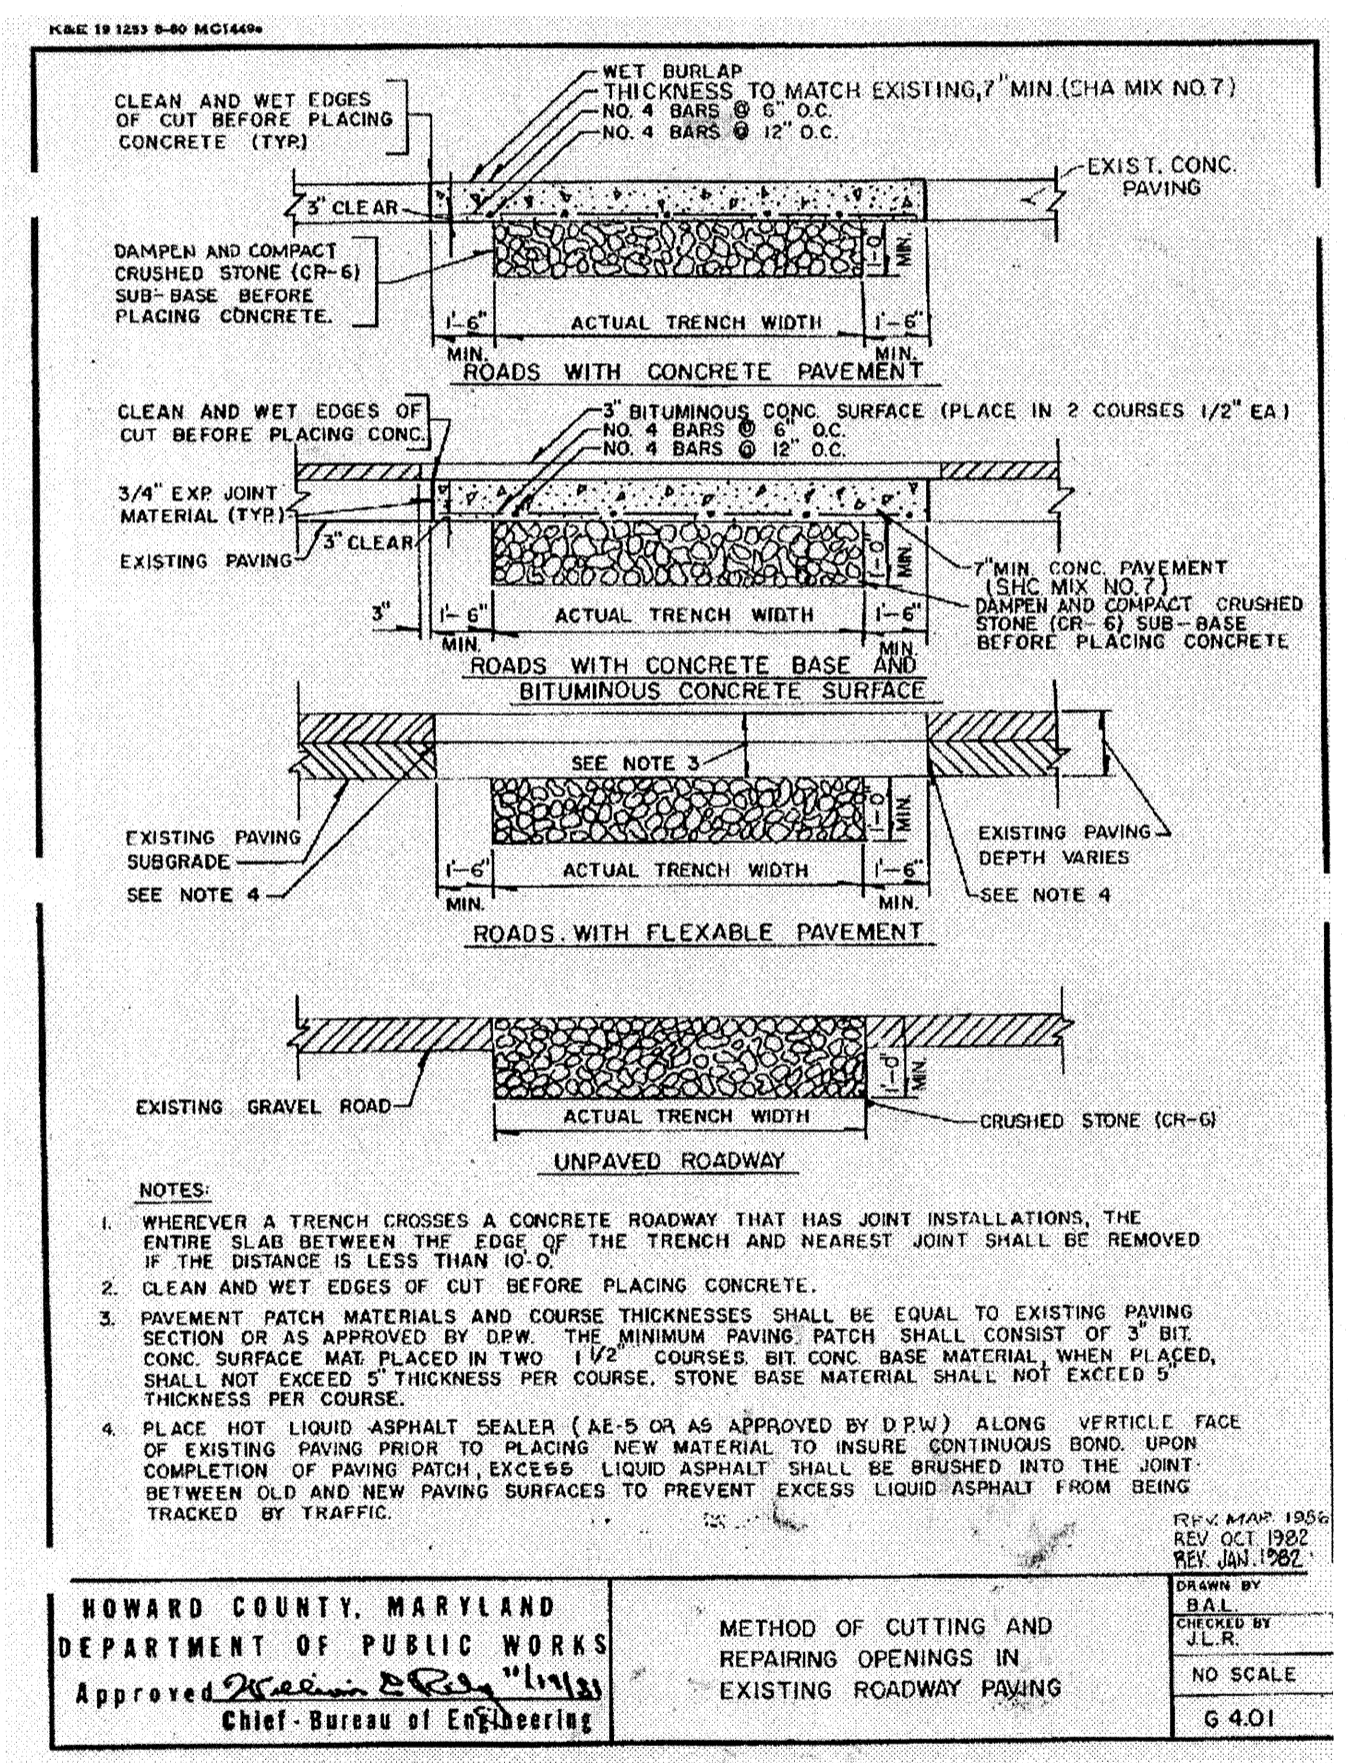 K&E 19 1253 8-80 MG1449e
WET BURLAP
THICKNESS TO MATCH EXISTING, 7" MIN. (SHA MIX NO. 7)
NO. 4 BARS @ 6" O.C.
NO. 4 BARS @ 12" O.C.
CLEAN AND WET EDGES
OF CUT BEFORE PLACING
CONCRETE (TYP.)
EXIST. CONC.
PAVING
3" CLEAR
DAMPEN AND COMPACT
CRUSHED STONE (CR-6)
SUB-BASE BEFORE
PLACING CONCRETE.
1'-0"
MIN.
1'-6"
MIN.
ACTUAL TRENCH WIDTH
1'-6"
MIN.
ROADS WITH CONCRETE PAVEMENT
CLEAN AND WET EDGES OF
CUT BEFORE PLACING CONC.
3" BITUMINOUS CONC. SURFACE (PLACE IN 2 COURSES 1/2" EA)
NO. 4 BARS @ 6" O.C.
NO. 4 BARS @ 12" O.C.
3/4" EXP. JOINT
MATERIAL (TYP.)
3" CLEAR
EXISTING PAVING
1'-0"
MIN.
7" MIN. CONC. PAVEMENT
(SHC MIX NO. 7)
DAMPEN AND COMPACT CRUSHED
STONE (CR-6) SUB-BASE
BEFORE PLACING CONCRETE
3"
1'-6"
MIN.
ACTUAL TRENCH WIDTH
1'-6"
MIN.
ROADS WITH CONCRETE BASE AND
BITUMINOUS CONCRETE SURFACE
SEE NOTE 3
1'-0"
MIN.
EXISTING PAVING
SUBGRADE
SEE NOTE 4
EXISTING PAVING
DEPTH VARIES
SEE NOTE 4
1'-6"
MIN.
ACTUAL TRENCH WIDTH
1'-6"
MIN.
ROADS WITH FLEXABLE PAVEMENT
1'-0"
MIN.
EXISTING GRAVEL ROAD
ACTUAL TRENCH WIDTH
CRUSHED STONE (CR-6)
UNPAVED ROADWAY
NOTES:
1. WHEREVER A TRENCH CROSSES A CONCRETE ROADWAY THAT HAS JOINT INSTALLATIONS, THE
ENTIRE SLAB BETWEEN THE EDGE OF THE TRENCH AND NEAREST JOINT SHALL BE REMOVED
IF THE DISTANCE IS LESS THAN 10'-0."
2. CLEAN AND WET EDGES OF CUT BEFORE PLACING CONCRETE.
3. PAVEMENT PATCH MATERIALS AND COURSE THICKNESSES SHALL BE EQUAL TO EXISTING PAVING
SECTION OR AS APPROVED BY D.P.W. THE MINIMUM PAVING PATCH SHALL CONSIST OF 3" BIT.
CONC. SURFACE MAT. PLACED IN TWO 1 1/2" COURSES. BIT. CONC BASE MATERIAL, WHEN PLACED,
SHALL NOT EXCEED 5" THICKNESS PER COURSE. STONE BASE MATERIAL SHALL NOT EXCEED 5"
THICKNESS PER COURSE.
4. PLACE HOT LIQUID ASPHALT SEALER (AE-5 OR AS APPROVED BY D.P.W) ALONG VERTICLE FACE
OF EXISTING PAVING PRIOR TO PLACING NEW MATERIAL TO INSURE CONTINUOUS BOND. UPON
COMPLETION OF PAVING PATCH, EXCESS LIQUID ASPHALT SHALL BE BRUSHED INTO THE JOINT
BETWEEN OLD AND NEW PAVING SURFACES TO PREVENT EXCESS LIQUID ASPHALT FROM BEING
TRACKED BY TRAFFIC.
REV. MAR. 1986
REV OCT 1982
REV. JAN. 1982
HOWARD COUNTY, MARYLAND
DEPARTMENT OF PUBLIC WORKS
Approved William E Riley 11/19/81
Chief - Bureau of Engineering
METHOD OF CUTTING AND
REPAIRING OPENINGS IN
EXISTING ROADWAY PAVING
DRAWN BY
B.A.L.
CHECKED BY
J.L.R.
NO SCALE
G 4.01